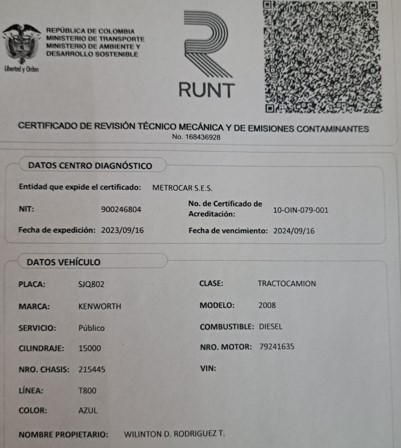 REPÚBLICA DE COLOMBIA
MINISTERIO DE TRANSPORTE
MINISTERIO DE AMBIENTE Y
DESARROLLO SOSTENIBLE
Libertad y Orden
RUNT
CERTIFICADO DE REVISIÓN TÉCNICO MECÁNICA Y DE EMISIONES CONTAMINANTES
No. 168436928
DATOS CENTRO DIAGNÓSTICO
Entidad que expide el certificado: METROCAR S.E.S.
NIT: 900246804 No. de Certificado de Acreditación: 10-OIN-079-001
Fecha de expedición: 2023/09/16 Fecha de vencimiento: 2024/09/16
DATOS VEHÍCULO
PLACA: SJQ802 CLASE: TRACTOCAMION
MARCA: KENWORTH MODELO: 2008
SERVICIO: Público COMBUSTIBLE: DIESEL
CILINDRAJE: 15000 NRO. MOTOR: 79241635
NRO. CHASIS: 215445 VIN:
LÍNEA: T800
COLOR: AZUL
NOMBRE PROPIETARIO: WILINTON D. RODRIGUEZ T.